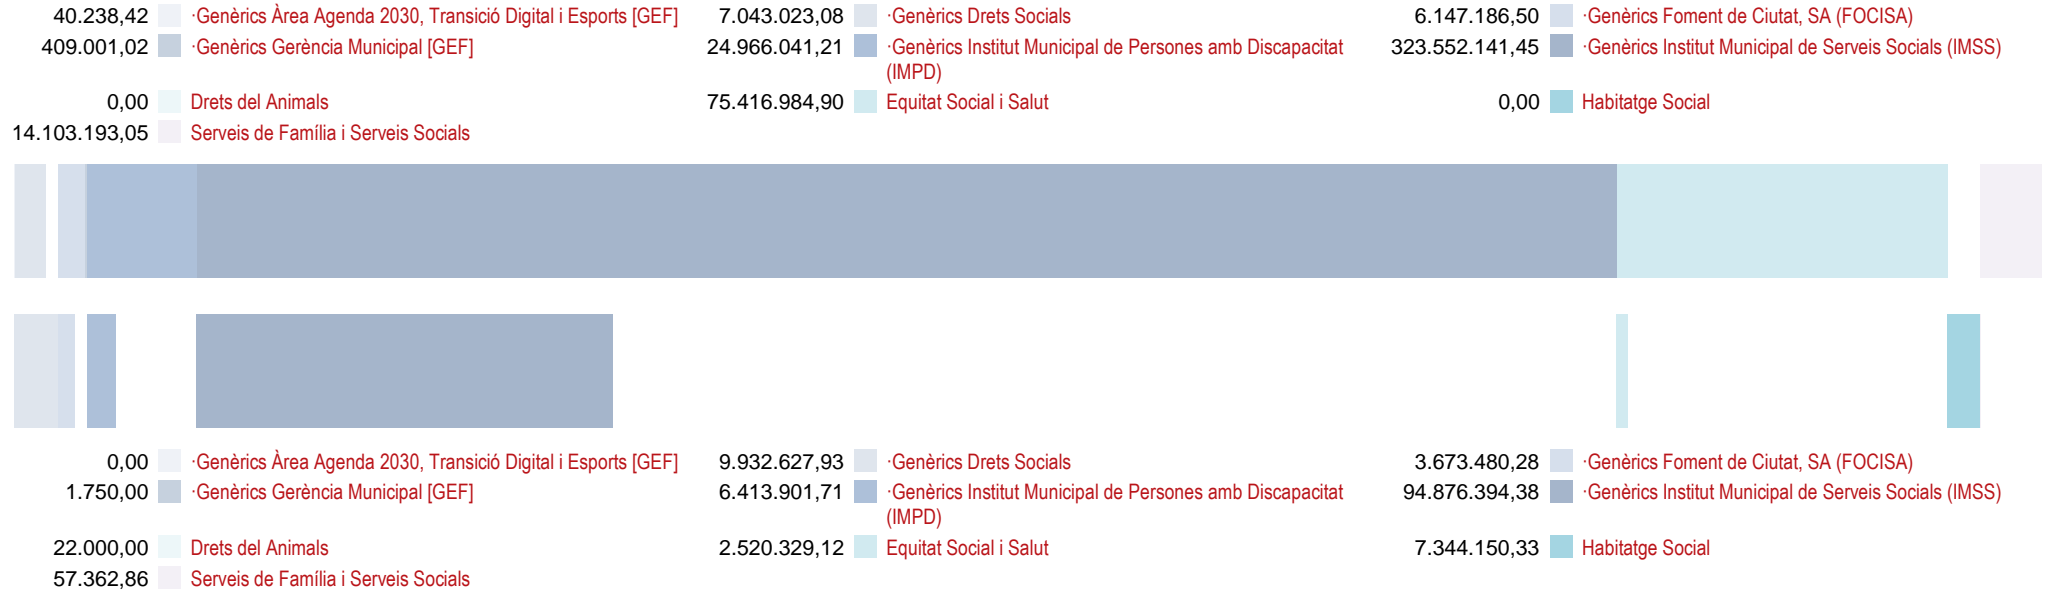 40.238,42 ·Genèrics Àrea Agenda 2030, Transició Digital i Esports [GEF] 7.043.023,08 ·Genèrics Drets Socials 6.147.186,50 ·Genèrics Foment de Ciutat, SA (FOCISA)
409.001,02 ·Genèrics Gerència Municipal [GEF] 24.966.041,21 ·Genèrics Institut Municipal de Persones amb Discapacitat 323.552.141,45 ·Genèrics Institut Municipal de Serveis Socials (IMSS)
(IMPD)
0,00 Drets del Animals 75.416.984,90 Equitat Social i Salut 0,00 Habitatge Social
14.103.193,05 Serveis de Família i Serveis Socials
0,00 ·Genèrics Àrea Agenda 2030, Transició Digital i Esports [GEF] 9.932.627,93 ·Genèrics Drets Socials 3.673.480,28 ·Genèrics Foment de Ciutat, SA (FOCISA)
1.750,00 ·Genèrics Gerència Municipal [GEF] 6.413.901,71 ·Genèrics Institut Municipal de Persones amb Discapacitat 94.876.394,38 ·Genèrics Institut Municipal de Serveis Socials (IMSS)
(IMPD)
22.000,00 Drets del Animals 2.520.329,12 Equitat Social i Salut 7.344.150,33 Habitatge Social
57.362,86 Serveis de Família i Serveis Socials